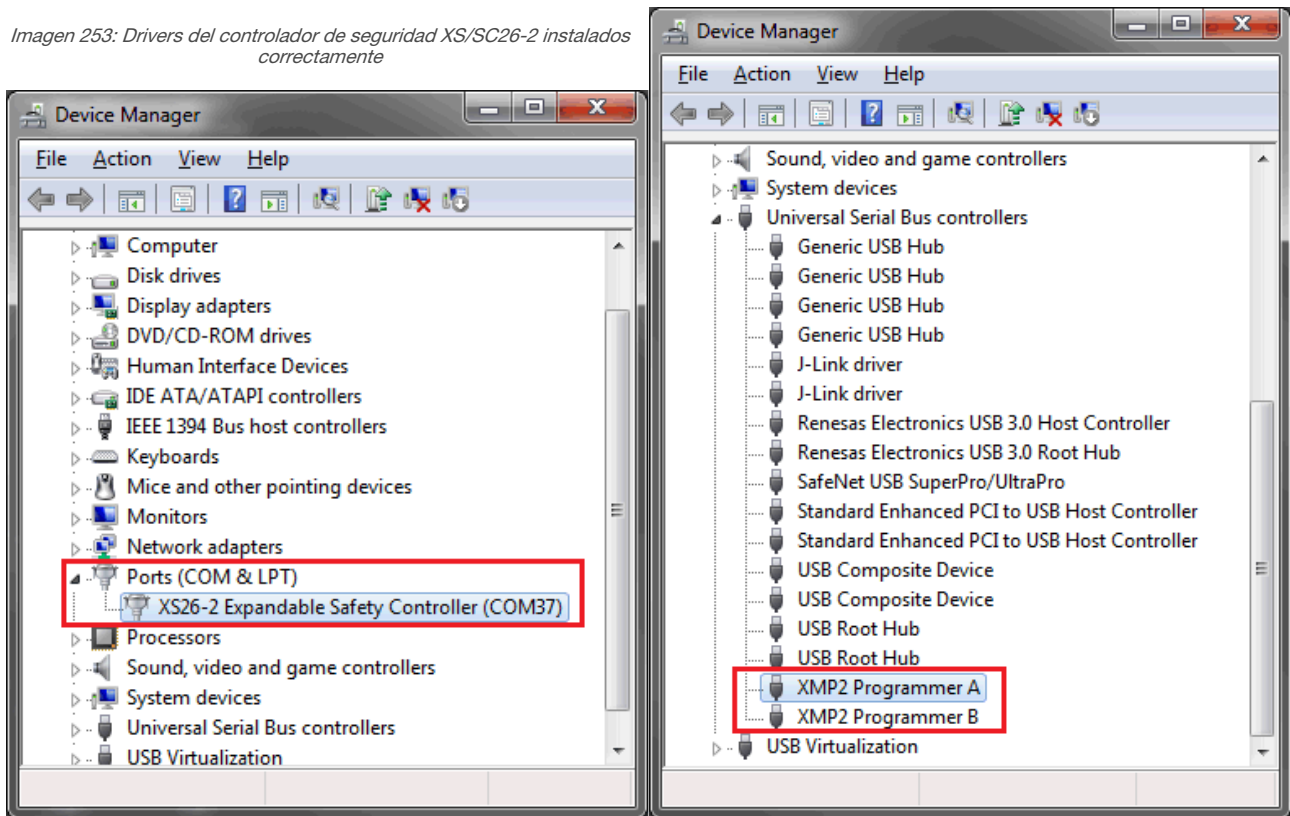 Imagen 253: Drivers del controlador de seguridad XS/SC26-2 instalados
correctamente
Device Manager
File Action View Help
Computer
Disk drives
Display adapters
DVD/CD-ROM drives
Human Interface Devices
IDE ATA/ATAPI controllers
IEEE 1394 Bus host controllers
Keyboards
Mice and other pointing devices
Monitors
Network adapters
Ports (COM & LPT)
XS26-2 Expandable Safety Controller (COM37)
Processors
Sound, video and game controllers
System devices
Universal Serial Bus controllers
USB Virtualization
Device Manager
File Action View Help
Sound, video and game controllers
System devices
Universal Serial Bus controllers
Generic USB Hub
Generic USB Hub
Generic USB Hub
Generic USB Hub
J-Link driver
J-Link driver
Renesas Electronics USB 3.0 Host Controller
Renesas Electronics USB 3.0 Root Hub
SafeNet USB SuperPro/UltraPro
Standard Enhanced PCI to USB Host Controller
Standard Enhanced PCI to USB Host Controller
USB Composite Device
USB Composite Device
USB Root Hub
USB Root Hub
XMP2 Programmer A
XMP2 Programmer B
USB Virtualization